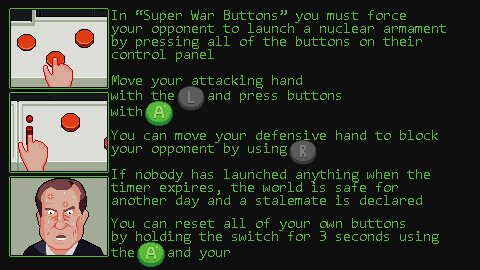 In “Super War Buttons” you must force
your opponent to launch a nuclear armament
by pressing all of the buttons on their
control panel
Move your attacking hand
with the L and press buttons
with A
You can move your defensive hand to block
your opponent by using R
If nobody has launched anything when the
timer expires, the world is safe for
another day and a stalemate is declared
You can reset all of your own buttons
by holding the switch for 3 seconds using
the A and your